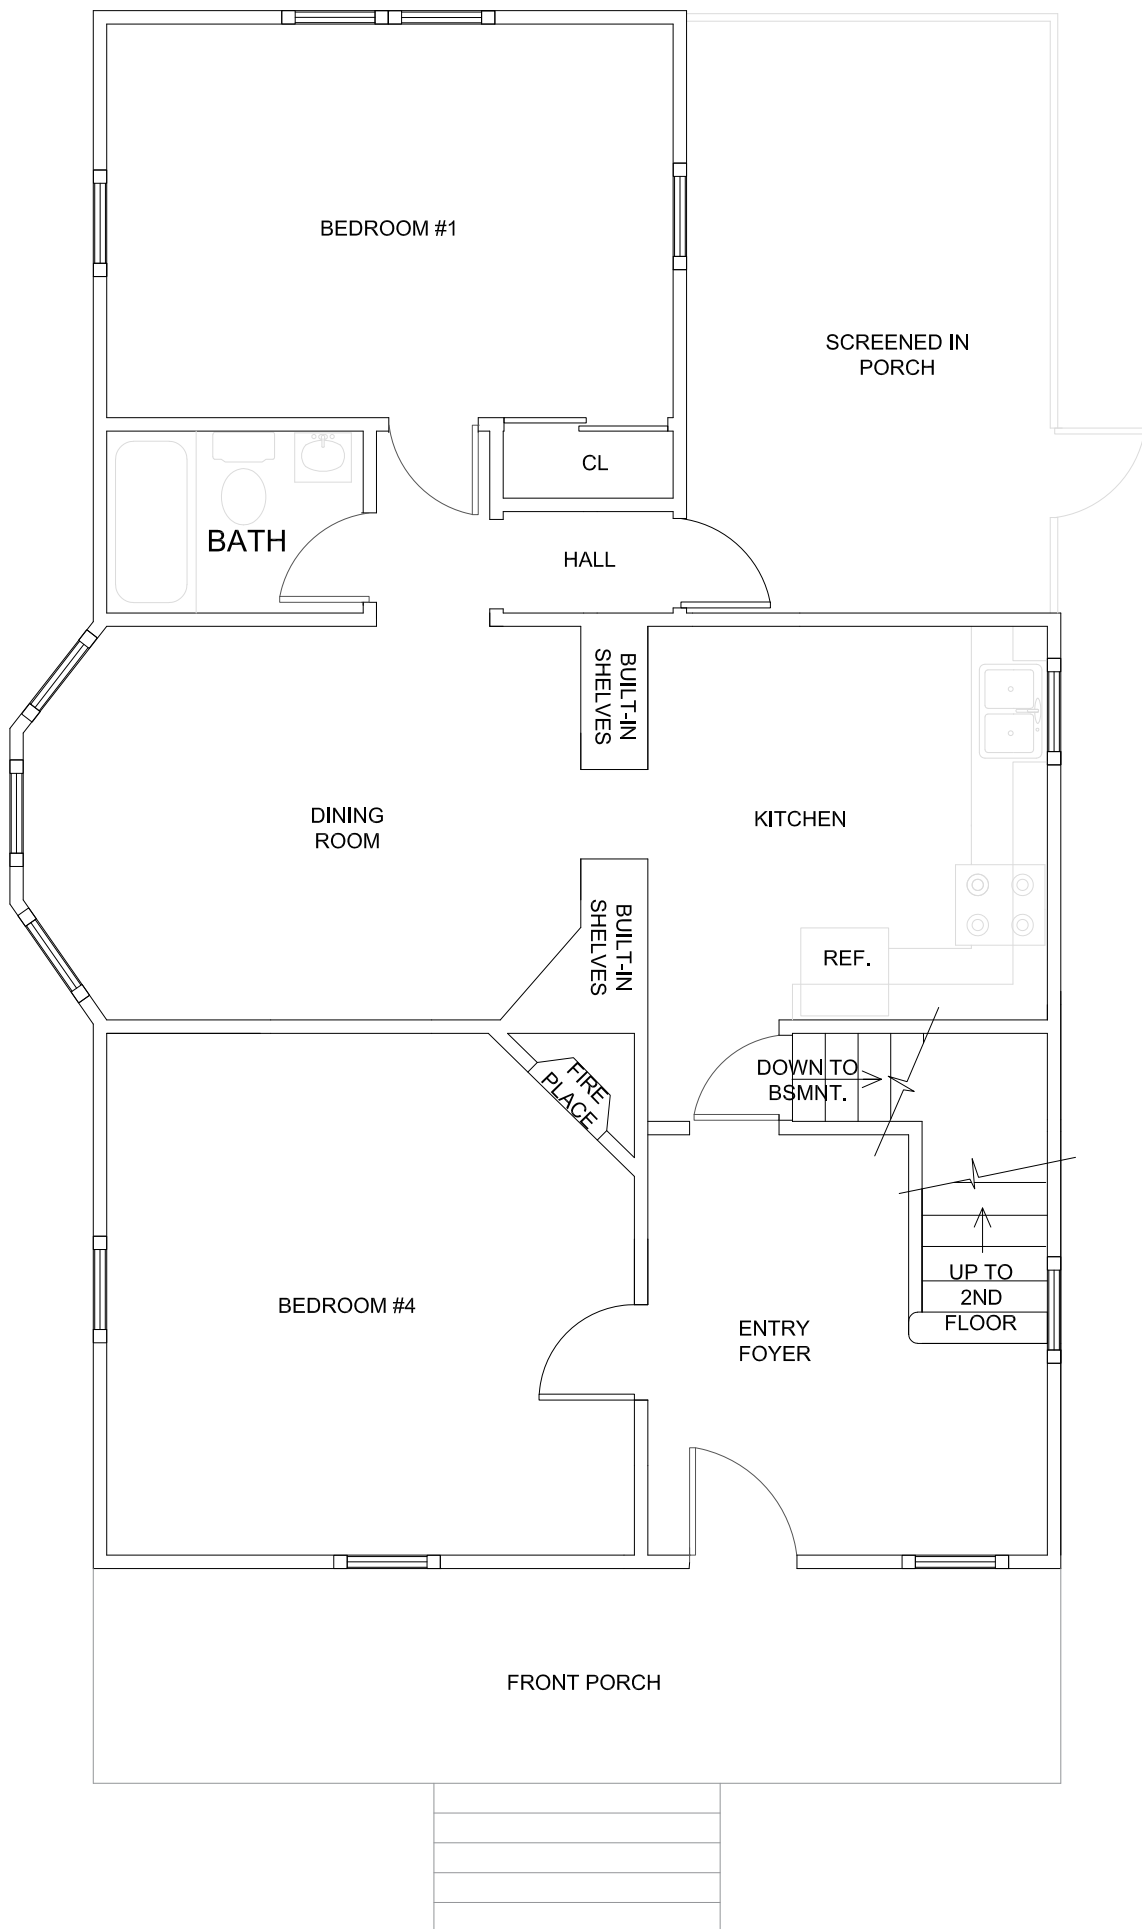 BEDROOM #1
SCREENED IN
PORCH
CL
BATH
HALL
BUILT-IN
SHELVES
DINING
ROOM
KITCHEN
BUILT-IN
SHELVES
REF.
FIRE
PLACE
DOWN TO
BSMNT.
UP TO
2ND
FLOOR
BEDROOM #4
ENTRY
FOYER
FRONT PORCH